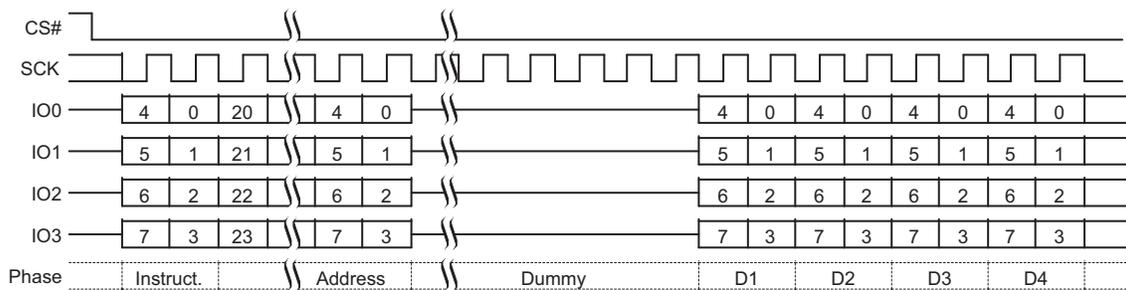 CS#
SCK
IO0 4 0 20 4 0 4 0 4 0 4 0 4 0
IO1 5 1 21 5 1 5 1 5 1 5 1 5 1
IO2 6 2 22 6 2 6 2 6 2 6 2 6 2
IO3 7 3 23 7 3 7 3 7 3 7 3 7 3
Phase Instruct. Address Dummy D1 D2 D3 D4